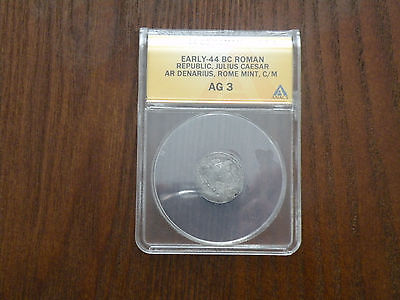 EARLY-44 BC ROMAN
REPUBLIC, JULIUS CAESAR
AR DENARIUS, ROME MINT, C/M
AG 3